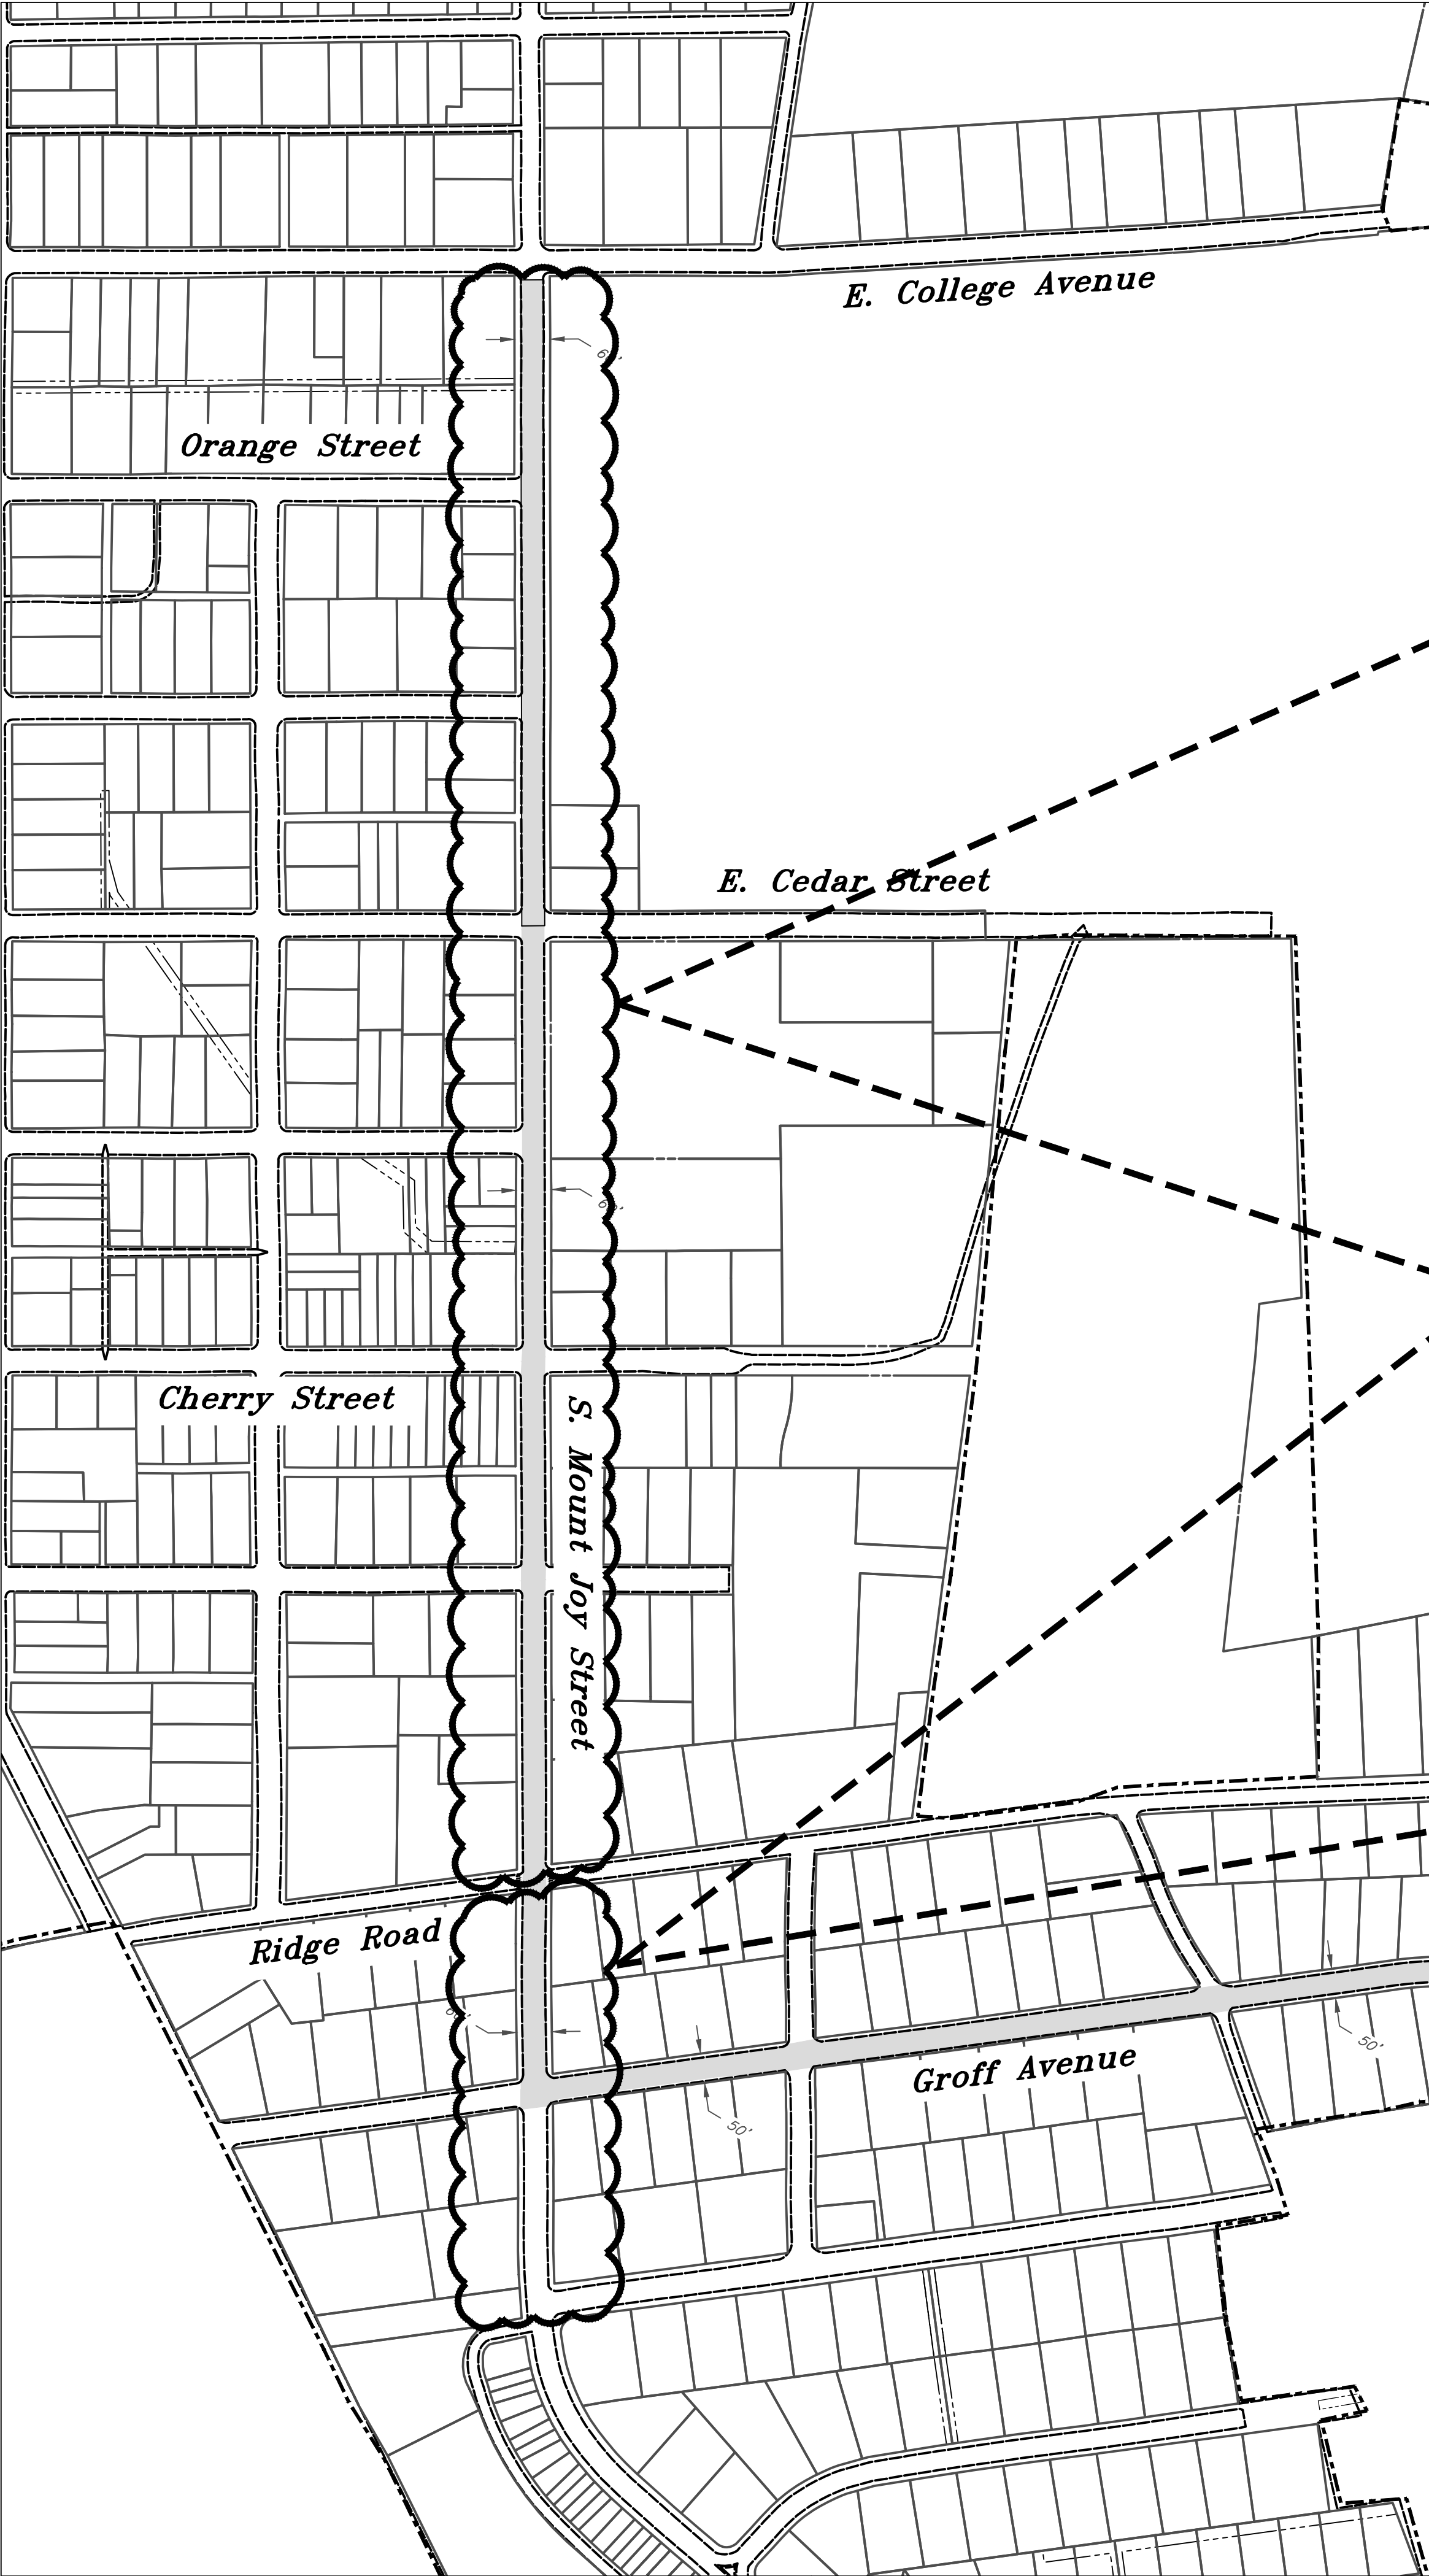 E. College Avenue
Orange Street
E. Cedar Street
Cherry Street
S. Mount Joy Street
Ridge Road
Groff Avenue
50'
50'